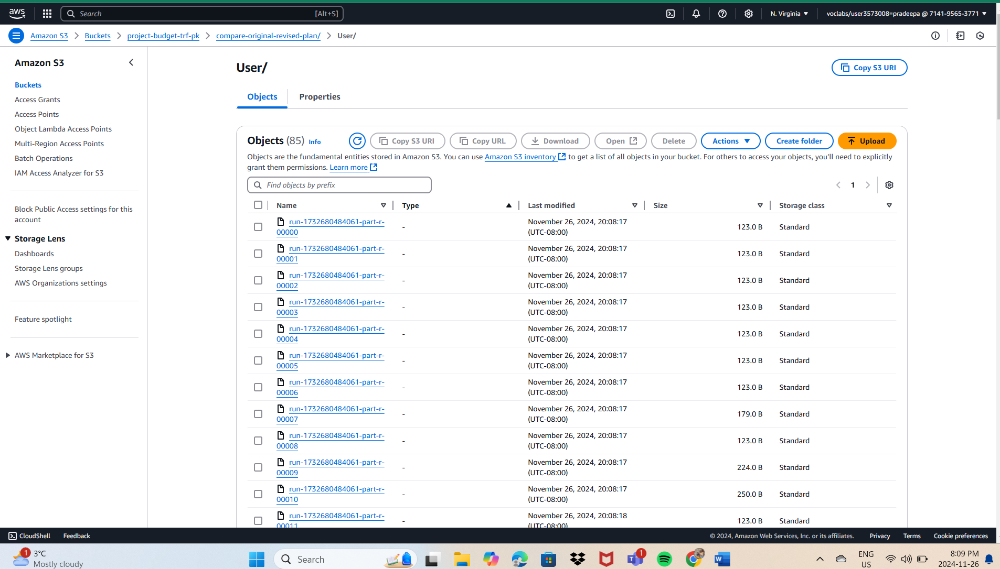 aws
Search [Alt+S]
N. Virginia
voclabs/user3573008=pradeepa @ 7141-9565-3771
Amazon S3
Buckets
project-budget-trf-pk
compare-original-revised-plan/
User/
Amazon S3
Buckets
Access Grants
Access Points
Object Lambda Access Points
Multi-Region Access Points
Batch Operations
IAM Access Analyzer for S3
Block Public Access settings for this
account
Storage Lens
Dashboards
Storage Lens groups
AWS Organizations settings
Feature spotlight
AWS Marketplace for S3
User/
Copy S3 URI
Objects
Properties
Objects (85) Info
Copy S3 URI
Copy URL
Download
Open
Delete
Actions
Create folder
Upload
Objects are the fundamental entities stored in Amazon S3. You can use Amazon S3 inventory to get a list of all objects in your bucket. For others to access your objects, you'll need to explicitly
grant them permissions. Learn more
Find objects by prefix
1
Name Type Last modified Size Storage class
run-1732680484061-part-r-
00000
-
November 26, 2024, 20:08:17
(UTC-08:00)
123.0 B
Standard
run-1732680484061-part-r-
00001
-
November 26, 2024, 20:08:17
(UTC-08:00)
123.0 B
Standard
run-1732680484061-part-r-
00002
-
November 26, 2024, 20:08:17
(UTC-08:00)
123.0 B
Standard
run-1732680484061-part-r-
00003
-
November 26, 2024, 20:08:17
(UTC-08:00)
123.0 B
Standard
run-1732680484061-part-r-
00004
-
November 26, 2024, 20:08:17
(UTC-08:00)
123.0 B
Standard
run-1732680484061-part-r-
00005
-
November 26, 2024, 20:08:17
(UTC-08:00)
123.0 B
Standard
run-1732680484061-part-r-
00006
-
November 26, 2024, 20:08:17
(UTC-08:00)
123.0 B
Standard
run-1732680484061-part-r-
00007
-
November 26, 2024, 20:08:17
(UTC-08:00)
179.0 B
Standard
run-1732680484061-part-r-
00008
-
November 26, 2024, 20:08:17
(UTC-08:00)
123.0 B
Standard
run-1732680484061-part-r-
00009
-
November 26, 2024, 20:08:17
(UTC-08:00)
224.0 B
Standard
run-1732680484061-part-r-
00010
-
November 26, 2024, 20:08:17
(UTC-08:00)
250.0 B
Standard
run-1732680484061-part-r-
00011
-
November 26, 2024, 20:08:18
(UTC-08:00)
123.0 B
Standard
CloudShell
Feedback
© 2024, Amazon Web Services, Inc. or its affiliates.
Privacy
Terms
Cookie preferences
1
3°C
Mostly cloudy
Search
1
ENG
US
8:09 PM
2024-11-26